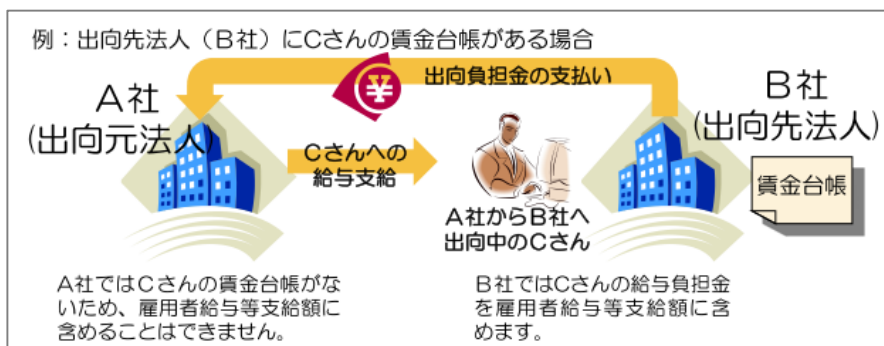 例：出向先法人（B社）にCさんの賃金台帳がある場合
出向負担金の支払い
¥
A社
(出向元法人)
B社
(出向先法人)
Cさんへの
給与支給
賃金台帳
A社からB社へ
出向中のCさん
A社ではCさんの賃金台帳がな
いため、雇用者給与等支給額に
含めることはできません。
B社ではCさんの給与負担金
を雇用者給与等支給額に含
めます。